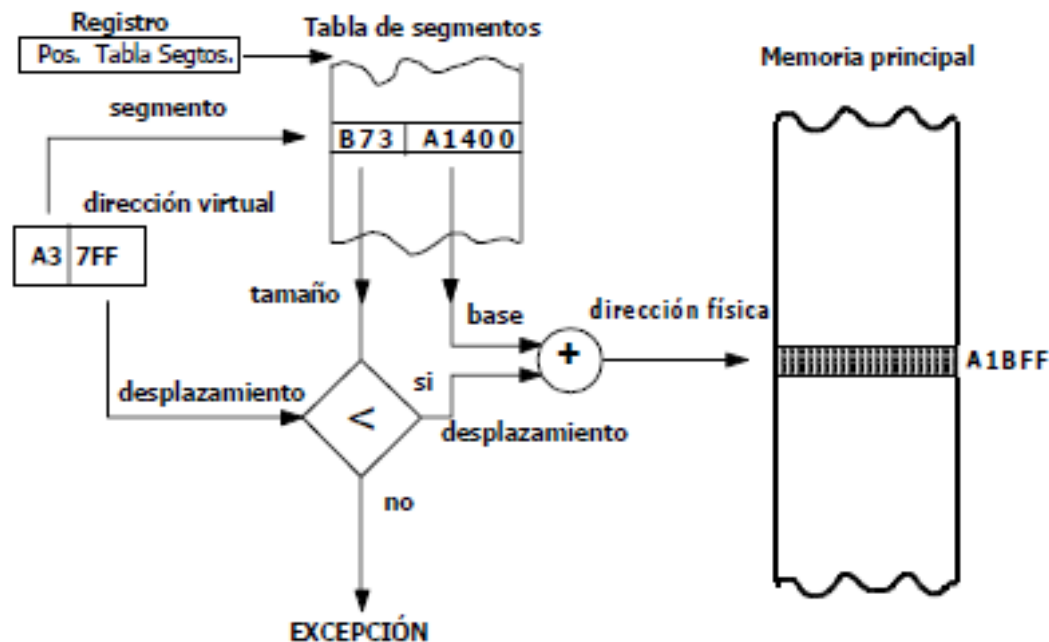 Registro
Pos. Tabla Segtos.
Tabla de segmentos
Memoria principal
segmento
B73 A1400
dirección virtual
A3 7FF
tamaño
base
dirección física
+
A1BFF
desplazamiento
<
si
desplazamiento
no
EXCEPCIÓN